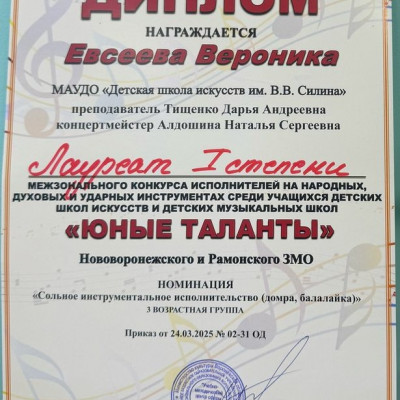 ДИПЛОМ
НАГРАЖДАЕТСЯ
Евсеева Вероника
МАУДО «Детская школа искусств им. В.В. Силина»
преподаватель Тищенко Дарья Андреевна
концертмейстер Алдошина Наталья Сергеевна
Лауреат I степени
МЕЖЗОНАЛЬНОГО КОНКУРСА ИСПОЛНИТЕЛЕЙ НА НАРОДНЫХ,
ДУХОВЫХ И УДАРНЫХ ИНСТРУМЕНТАХ СРЕДИ УЧАЩИХСЯ ДЕТСКИХ
ШКОЛ ИСКУССТВ И ДЕТСКИХ МУЗЫКАЛЬНЫХ ШКОЛ
«ЮНЫЕ ТАЛАНТЫ»
Нововоронежского и Рамонского ЗМО
НОМИНАЦИЯ
«Сольное инструментальное исполнительство (домра, балалайка)»
3 ВОЗРАСТНАЯ ГРУППА
Приказ от 24.03.2025 № 02-31 ОД